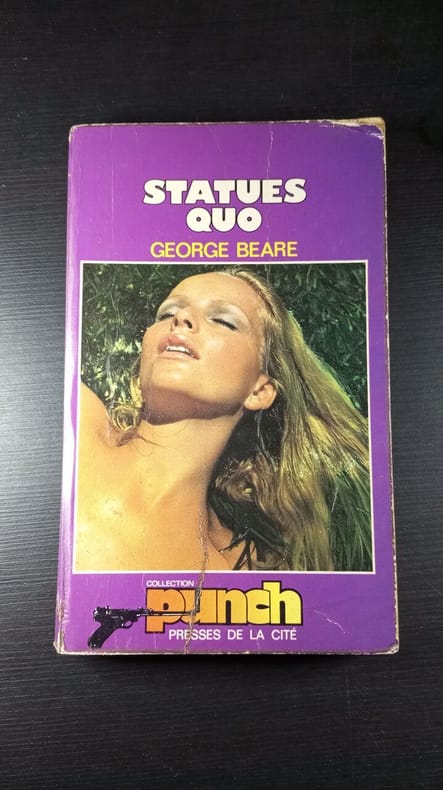 STATUES
QUO
GEORGE BEARE
COLLECTION
punch
PRESSES DE LA CITÉ